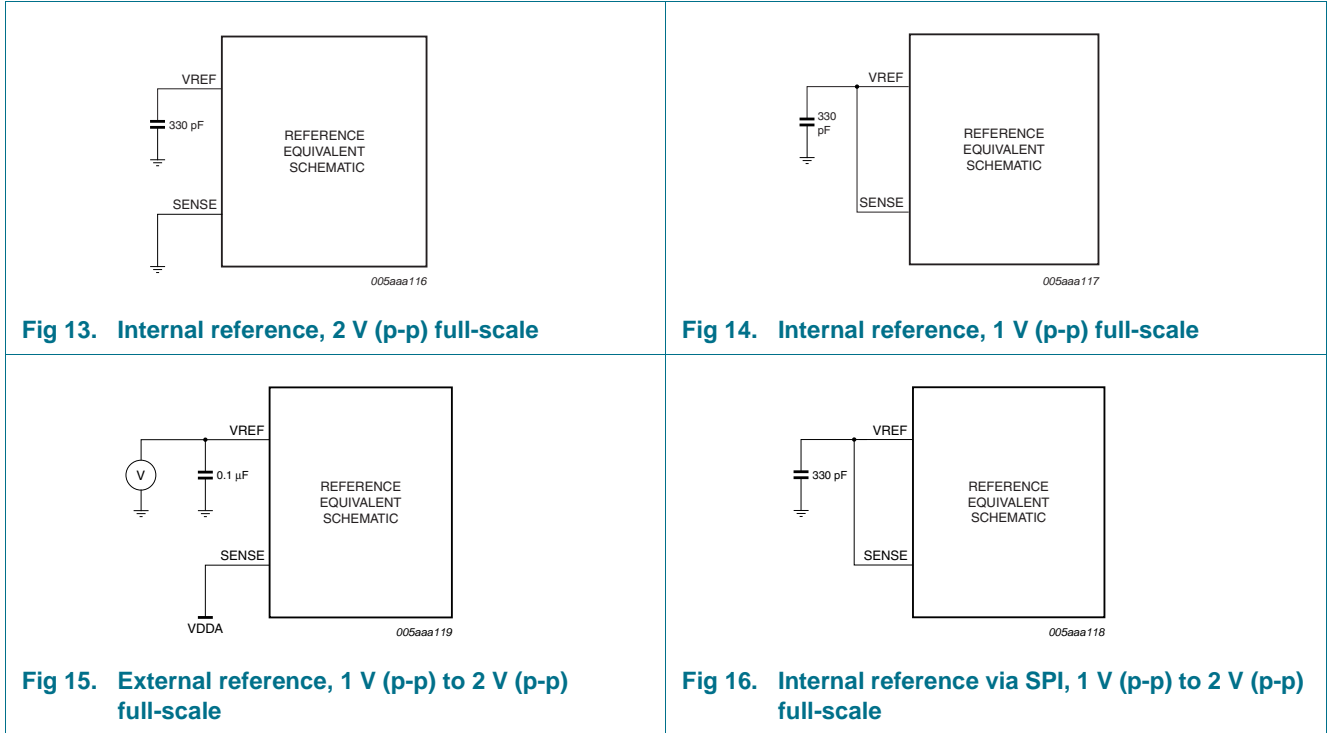 VREF
330 pF
REFERENCE
EQUIVALENT
SCHEMATIC
SENSE
005aaa116
Fig 13. Internal reference, 2 V (p-p) full-scale
VREF
330
pF
REFERENCE
EQUIVALENT
SCHEMATIC
SENSE
005aaa117
Fig 14. Internal reference, 1 V (p-p) full-scale
VREF
V
0.1 μF
REFERENCE
EQUIVALENT
SCHEMATIC
SENSE
VDDA
005aaa119
Fig 15. External reference, 1 V (p-p) to 2 V (p-p)
full-scale
VREF
330 pF
REFERENCE
EQUIVALENT
SCHEMATIC
SENSE
005aaa118
Fig 16. Internal reference via SPI, 1 V (p-p) to 2 V (p-p)
full-scale